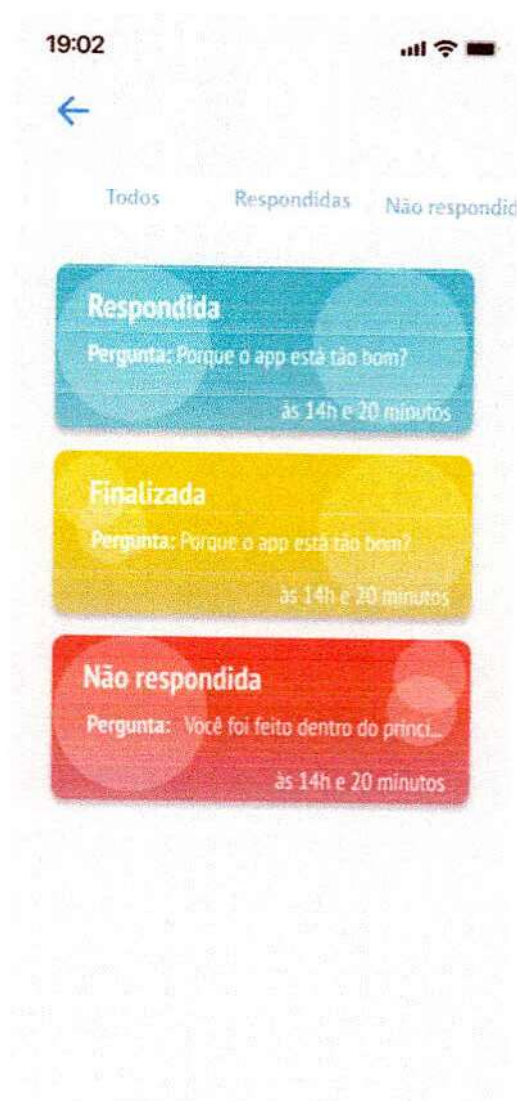 19:02
Todos Respondidas Não respondid
Respondida
Pergunta: Porque o app está tão bom?
às 14h e 20 minutos
Finalizada
Pergunta: Porque o app está tão bom?
às 14h e 20 minutos
Não respondida
Pergunta: Você foi feito dentro do princi...
às 14h e 20 minutos